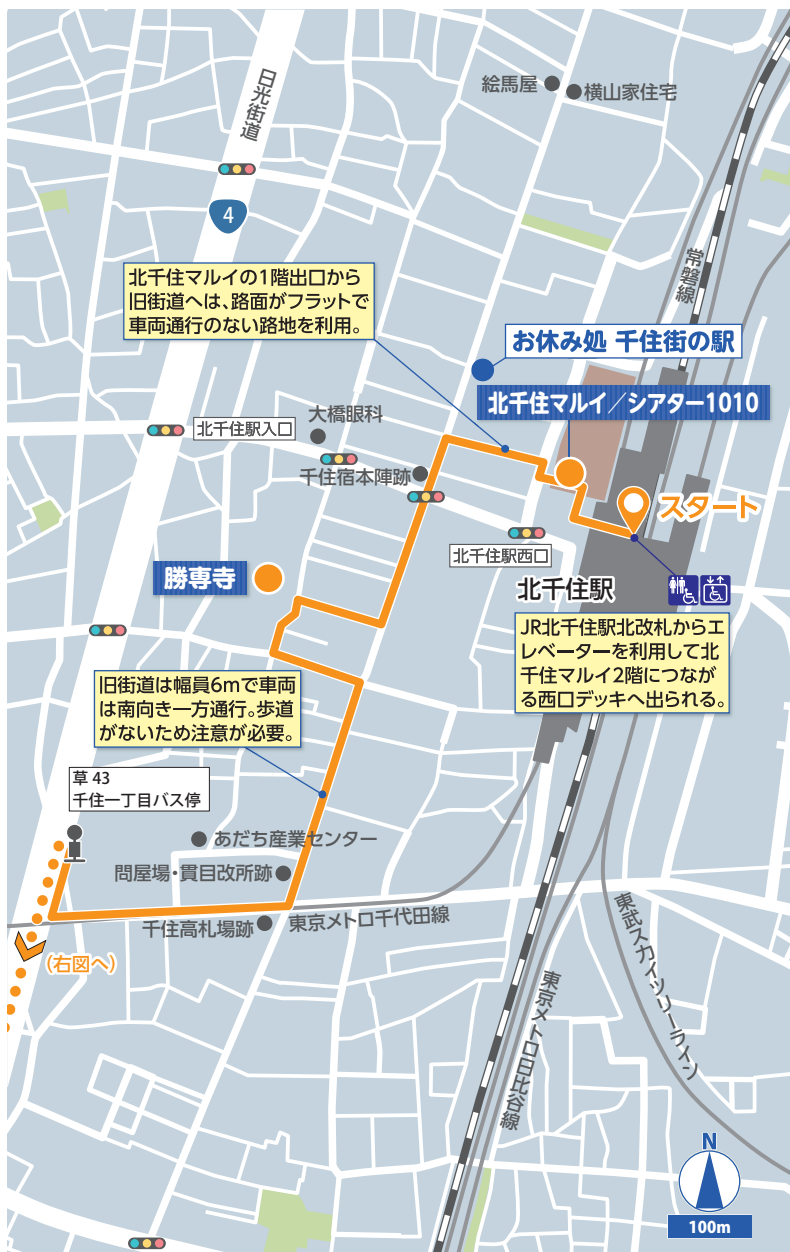 絵馬屋
横山家住宅
日光街道
4
常磐線
北千住マルイの1階出口から
旧街道へは、路面がフラットで
車両通行のない路地を利用。
お休み処 千住街の駅
北千住マルイ／シアター1010
大橋眼科
北千住駅入口
千住宿本陣跡
スタート
北千住駅西口
勝専寺
北千住駅
JR北千住駅北改札からエ
レベーターを利用して北
千住マルイ2階につなが
る西口デッキへ出られる。
旧街道は幅員6mで車両
は南向き一方通行。歩道
がないため注意が必要。
草 43
千住一丁目バス停
あだち産業センター
問屋場・貫目改所跡
千住高札場跡
東京メトロ千代田線
(右図へ)
東武スカイツリーライン
東京メトロ日比谷線
N
100m